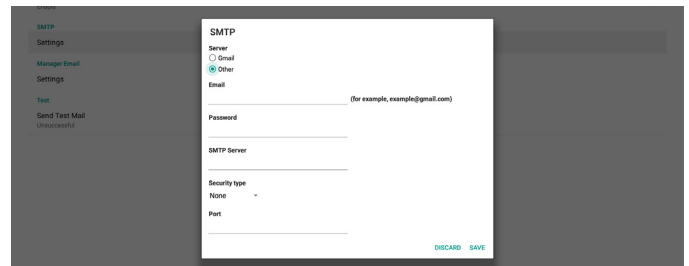 Enable
SMTP
Settings
Manager Email
Settings
Test
Send Test Mail
Unsuccessful
SMTP
Server
Gmail
Other
Email
(for example, example@gmail.com)
Password
SMTP Server
Security type
None
Port
DISCARD SAVE